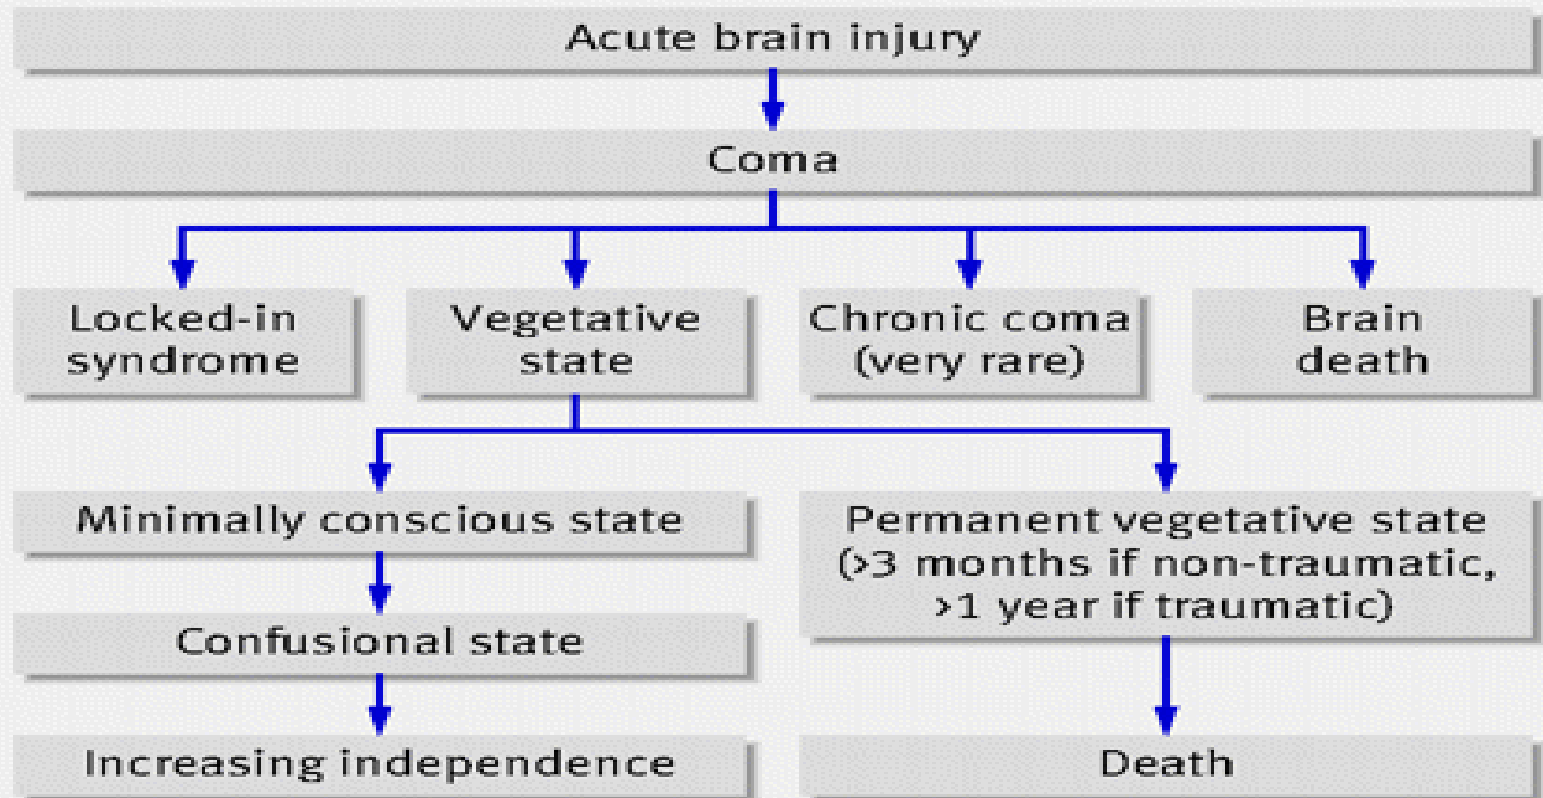 Acute brain injury
Coma
Locked-in
syndrome
Vegetative
state
Chronic coma
(very rare)
Brain
death
Minimally conscious state
Permanent vegetative state
(>3 months if non-traumatic,
>1 year if traumatic)
Confusional state
Increasing independence
Death